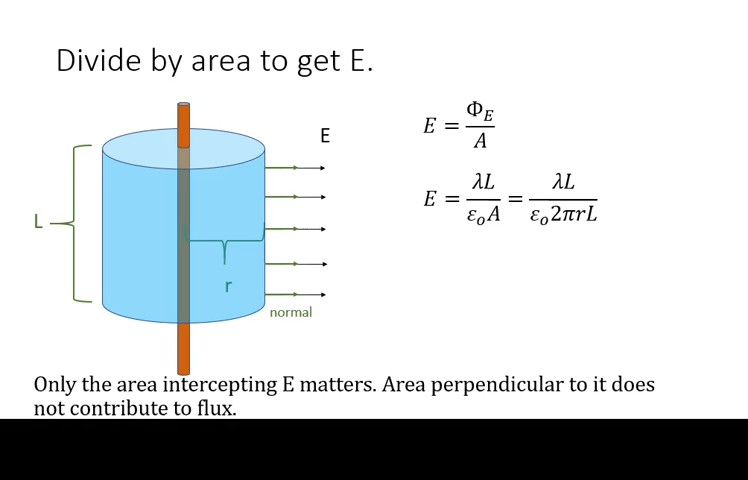 Divide by area to get E.
E
L
r
normal
E = Φ_E / A
E = λL / ε_o A = λL / ε_o 2πrL
Only the area intercepting E matters. Area perpendicular to it does
not contribute to flux.